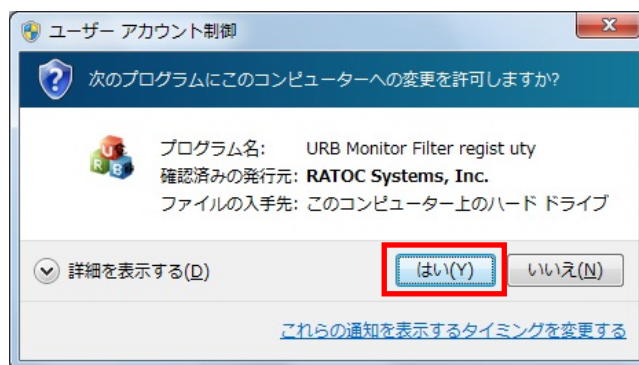 ユーザー アカウント制御
次のプログラムにこのコンピューターへの変更を許可しますか?
URB
プログラム名: URB Monitor Filter regist uty
確認済みの発行元: RATOC Systems, Inc.
ファイルの入手先: このコンピューター上のハード ドライブ
詳細を表示する(D) はい(Y) いいえ(N)
これらの通知を表示するタイミングを変更する